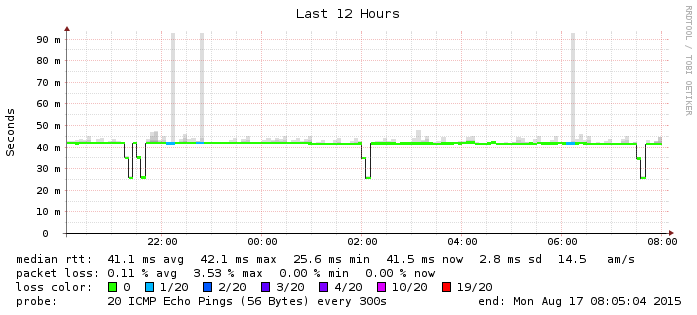 Last 12 Hours
RRDTOOL / TOBI OETIKER
Seconds
90 m
80 m
70 m
60 m
50 m
40 m
30 m
20 m
10 m
0
22:00 00:00 02:00 04:00 06:00 08:00
median rtt: 41.1 ms avg 42.1 ms max 25.6 ms min 41.5 ms now 2.8 ms sd 14.5 am/s
packet loss: 0.11 % avg 3.53 % max 0.00 % min 0.00 % now
loss color: 0 1/20 2/20 3/20 4/20 10/20 19/20
probe: 20 ICMP Echo Pings (56 Bytes) every 300s end: Mon Aug 17 08:05:04 2015